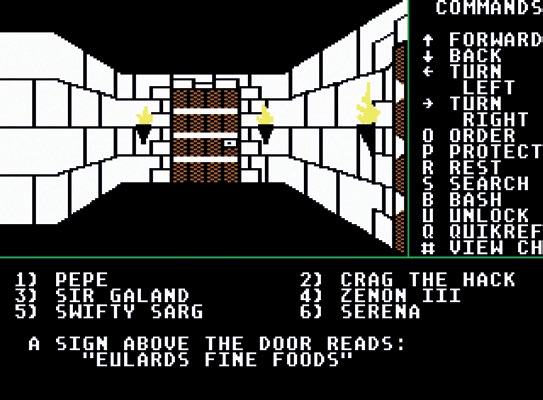 COMMANDS
↑ FORWARD
↓ BACK
← TURN
LEFT
→ TURN
RIGHT
O ORDER
P PROTECT
R REST
S SEARCH
B BASH
U UNLOCK
Q QUIKREF
# VIEW CH
1) PEPE 2) CRAG THE HACK
3) SIR GALAND 4) ZENON III
5) SWIFTY SARG 6) SERENA
A SIGN ABOVE THE DOOR READS:
"EULARDS FINE FOODS"